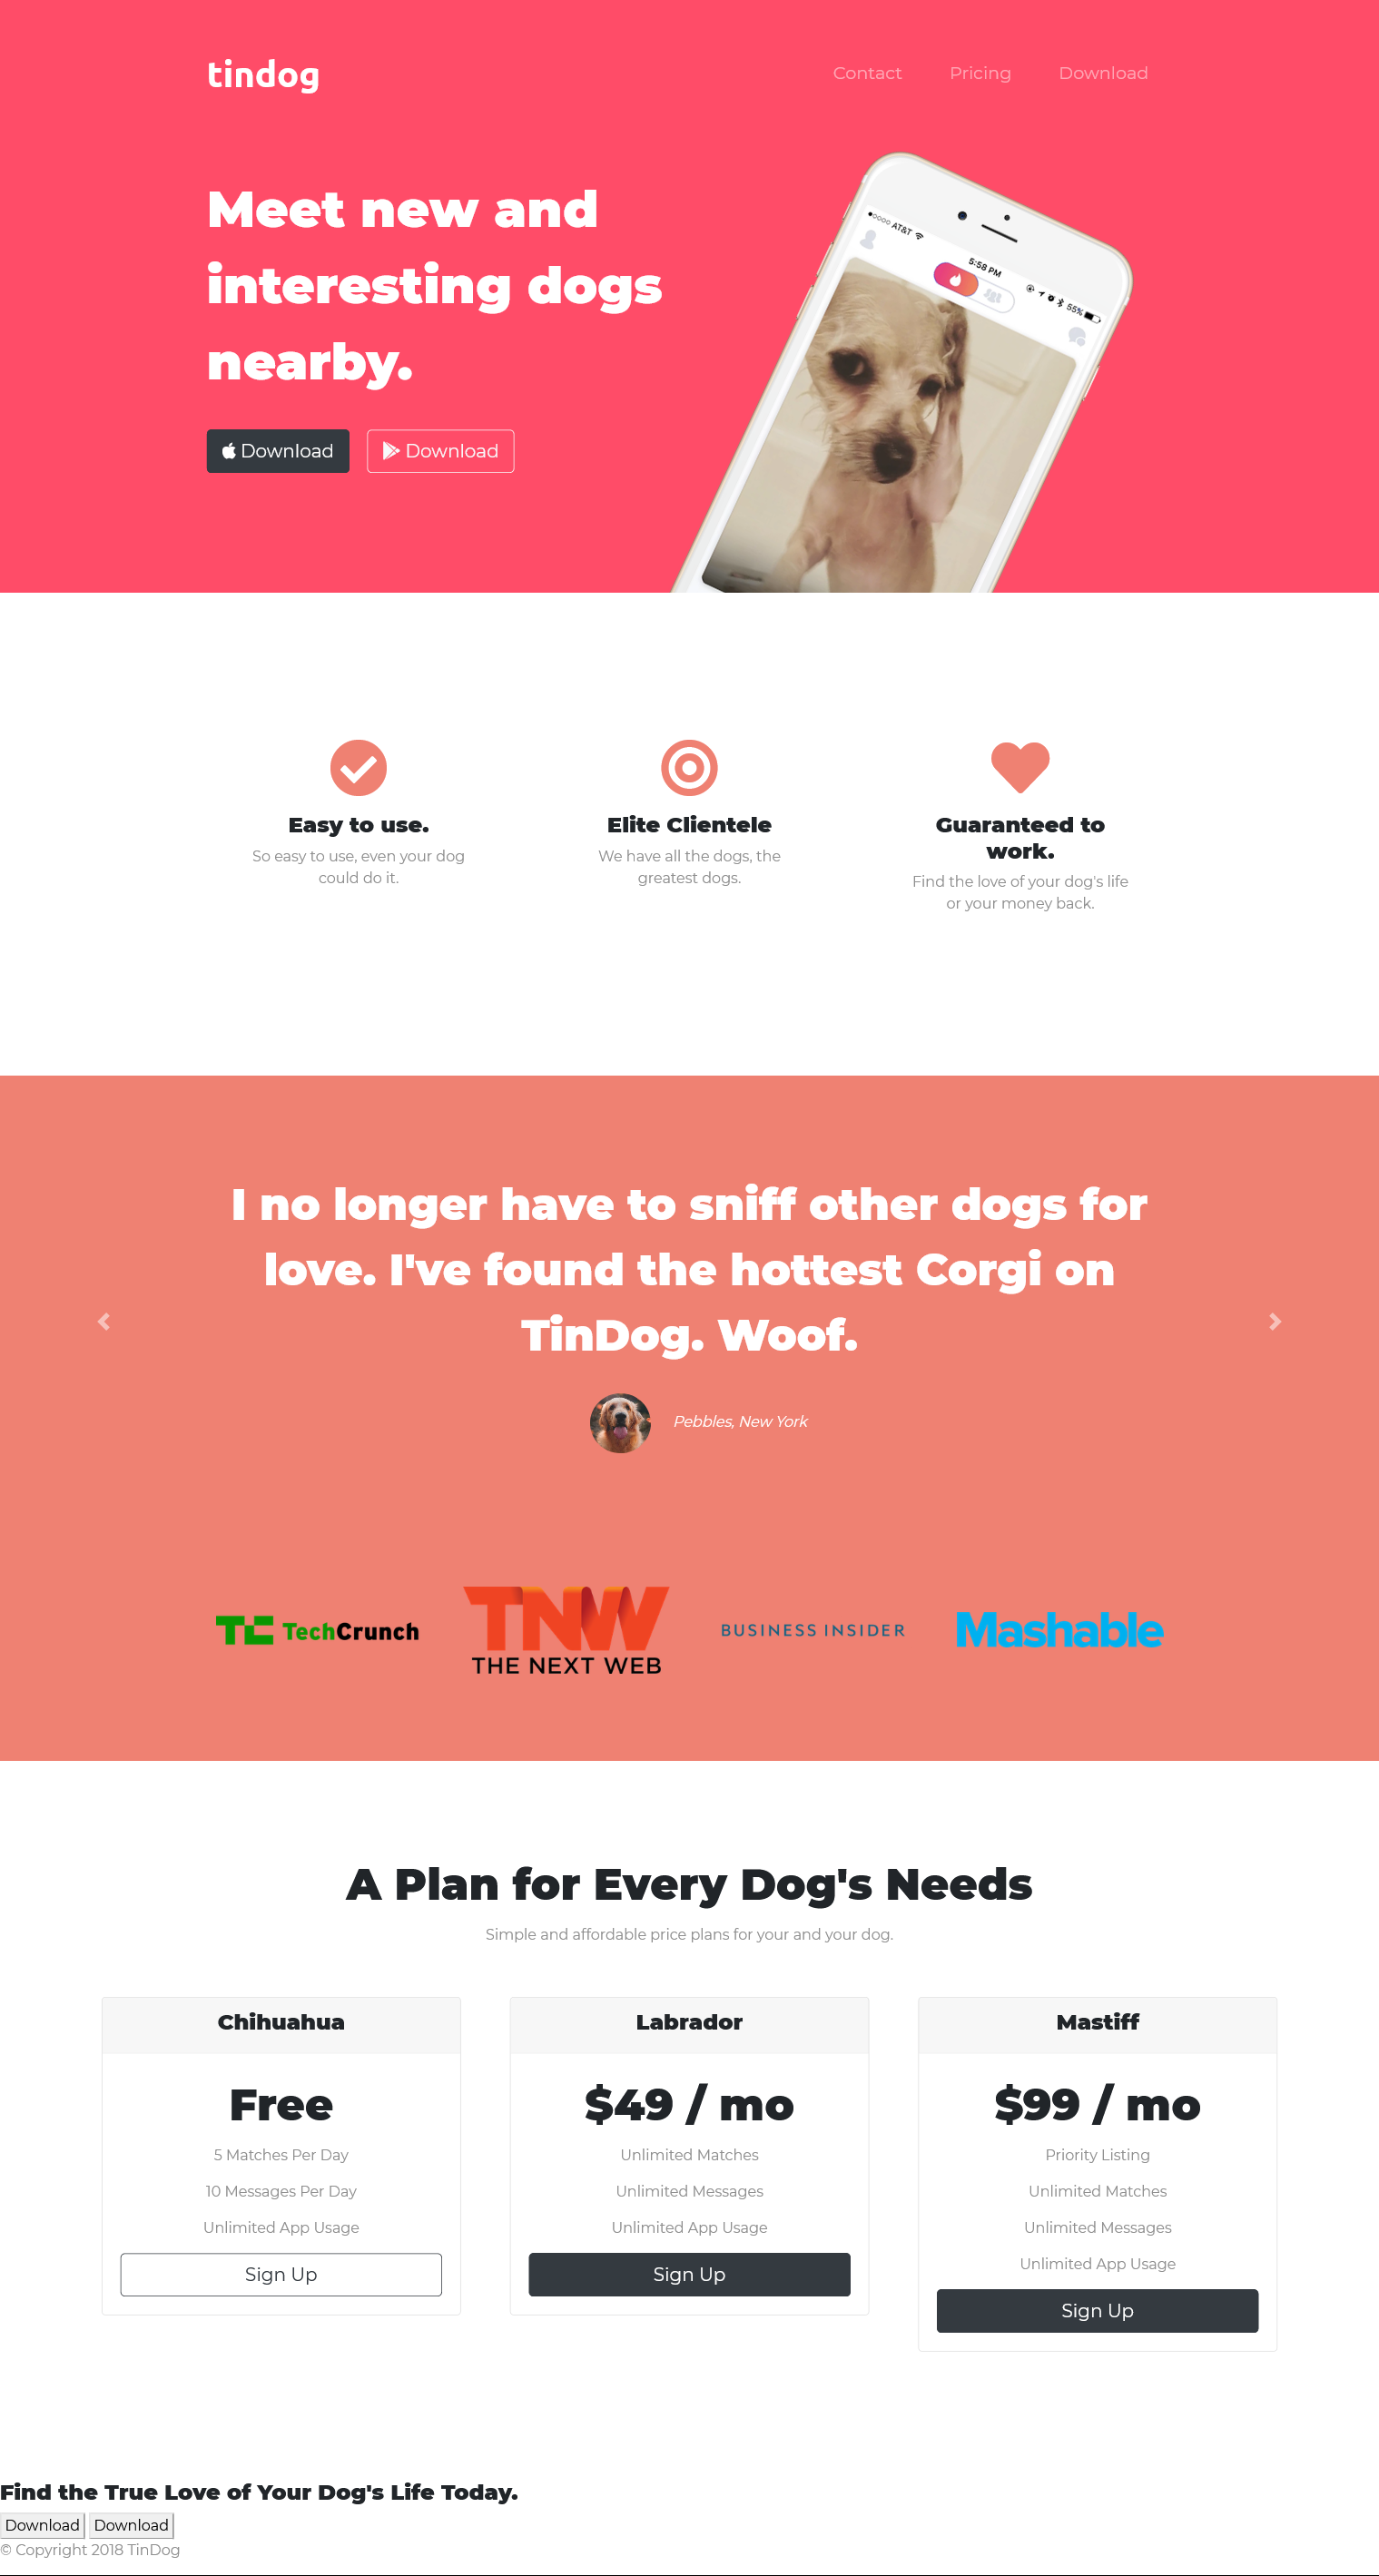 tindog
Contact Pricing Download
AT&T 5:58 PM 55%
Meet new and
interesting dogs
nearby.
Download Download
Easy to use.
So easy to use, even your dog
could do it.
Elite Clientele
We have all the dogs, the
greatest dogs.
Guaranteed to
work.
Find the love of your dog's life
or your money back.
I no longer have to sniff other dogs for
love. I've found the hottest Corgi on
TinDog. Woof.
Pebbles, New York
TC TechCrunch
TNW
THE NEXT WEB
BUSINESS INSIDER
Mashable
A Plan for Every Dog's Needs
Simple and affordable price plans for your and your dog.
Chihuahua
Free
5 Matches Per Day
10 Messages Per Day
Unlimited App Usage
Sign Up
Labrador
$49 / mo
Unlimited Matches
Unlimited Messages
Unlimited App Usage
Sign Up
Mastiff
$99 / mo
Priority Listing
Unlimited Matches
Unlimited Messages
Unlimited App Usage
Sign Up
Find the True Love of Your Dog's Life Today.
Download Download
© Copyright 2018 TinDog